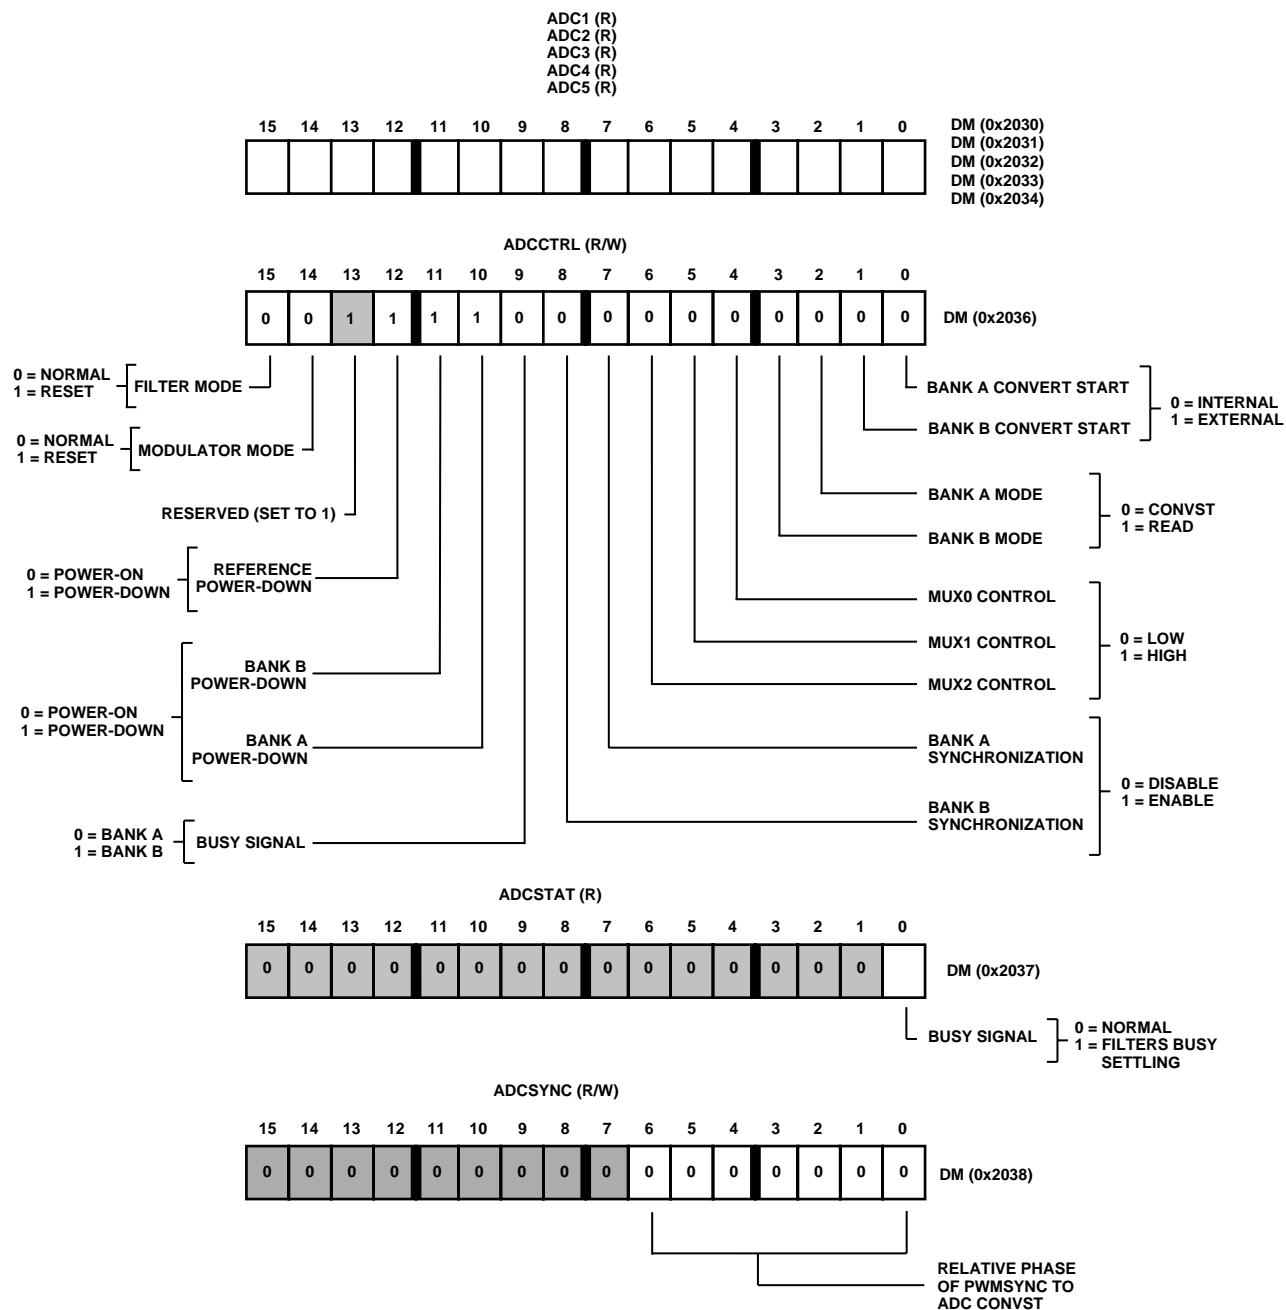 ADC1 (R)
ADC2 (R)
ADC3 (R)
ADC4 (R)
ADC5 (R)
15 14 13 12 11 10 9 8 7 6 5 4 3 2 1 0
DM (0x2030)
DM (0x2031)
DM (0x2032)
DM (0x2033)
DM (0x2034)
ADCCTRL (R/W)
15 14 13 12 11 10 9 8 7 6 5 4 3 2 1 0
0 0 1 1 1 1 0 0 0 0 0 0 0 0 0 0
DM (0x2036)
0 = NORMAL
1 = RESET
FILTER MODE
0 = NORMAL
1 = RESET
MODULATOR MODE
RESERVED (SET TO 1)
0 = POWER-ON
1 = POWER-DOWN
REFERENCE
POWER-DOWN
0 = POWER-ON
1 = POWER-DOWN
BANK B
POWER-DOWN
BANK A
POWER-DOWN
0 = BANK A
1 = BANK B
BUSY SIGNAL
BANK A CONVERT START
BANK B CONVERT START
0 = INTERNAL
1 = EXTERNAL
BANK A MODE
BANK B MODE
0 = CONVST
1 = READ
MUX0 CONTROL
MUX1 CONTROL
MUX2 CONTROL
0 = LOW
1 = HIGH
BANK A
SYNCHRONIZATION
BANK B
SYNCHRONIZATION
0 = DISABLE
1 = ENABLE
ADCSTAT (R)
15 14 13 12 11 10 9 8 7 6 5 4 3 2 1 0
0 0 0 0 0 0 0 0 0 0 0 0 0 0 0
DM (0x2037)
BUSY SIGNAL
0 = NORMAL
1 = FILTERS BUSY
SETTLING
ADCSYNC (R/W)
15 14 13 12 11 10 9 8 7 6 5 4 3 2 1 0
0 0 0 0 0 0 0 0 0 0 0 0 0 0 0 0
DM (0x2038)
RELATIVE PHASE
OF PWMSYNC TO
ADC CONVST